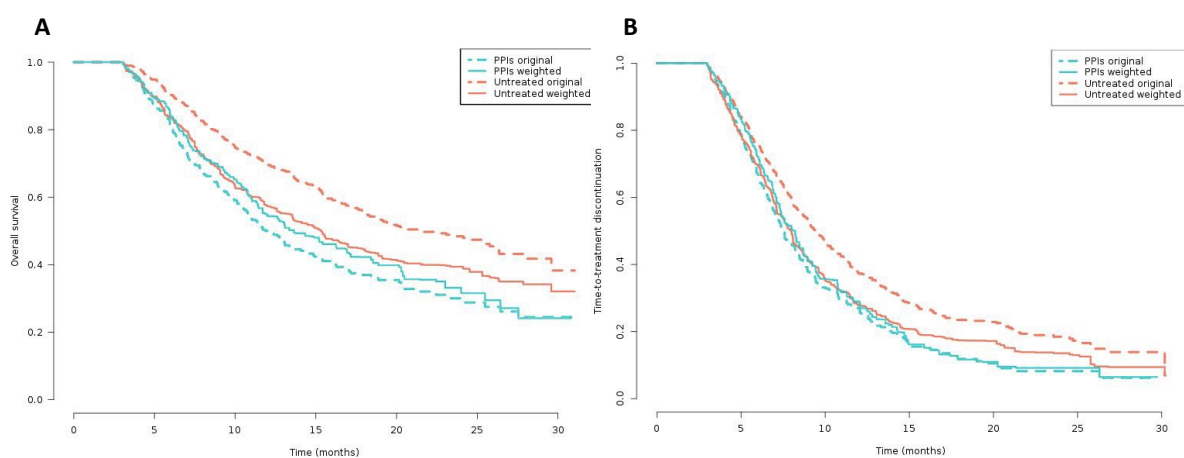 A
PPIs original
PPIs weighted
Untreated original
Untreated weighted
Overall survival
1.0
0.8
0.6
0.4
0.2
0.0
0 5 10 15 20 25 30
Time (months)
B
PPIs original
PPIs weighted
Untreated original
Untreated weighted
Time-to-treatment discontinuation
1.0
0.8
0.6
0.4
0.2
0.0
0 5 10 15 20 25 30
Time (months)